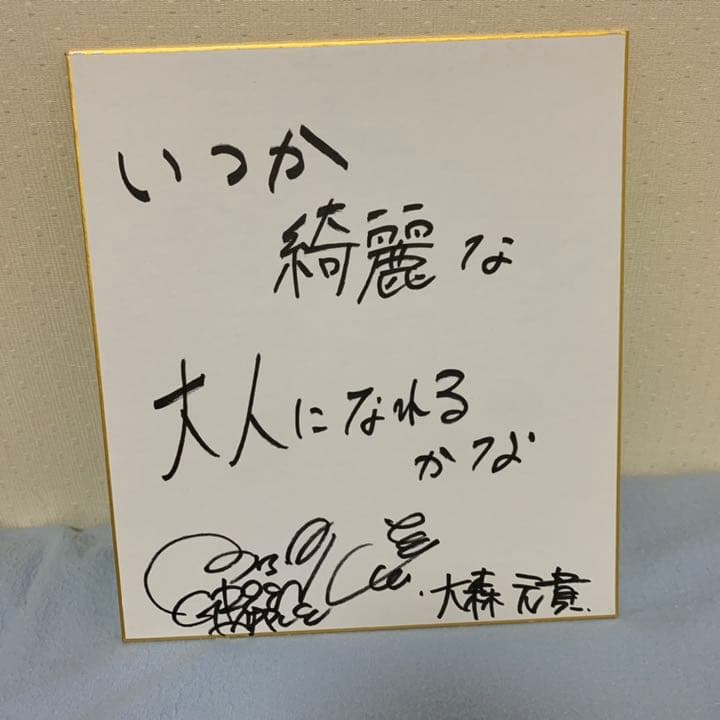 いつか
綺麗な
大人になれる
かな
大森元貴